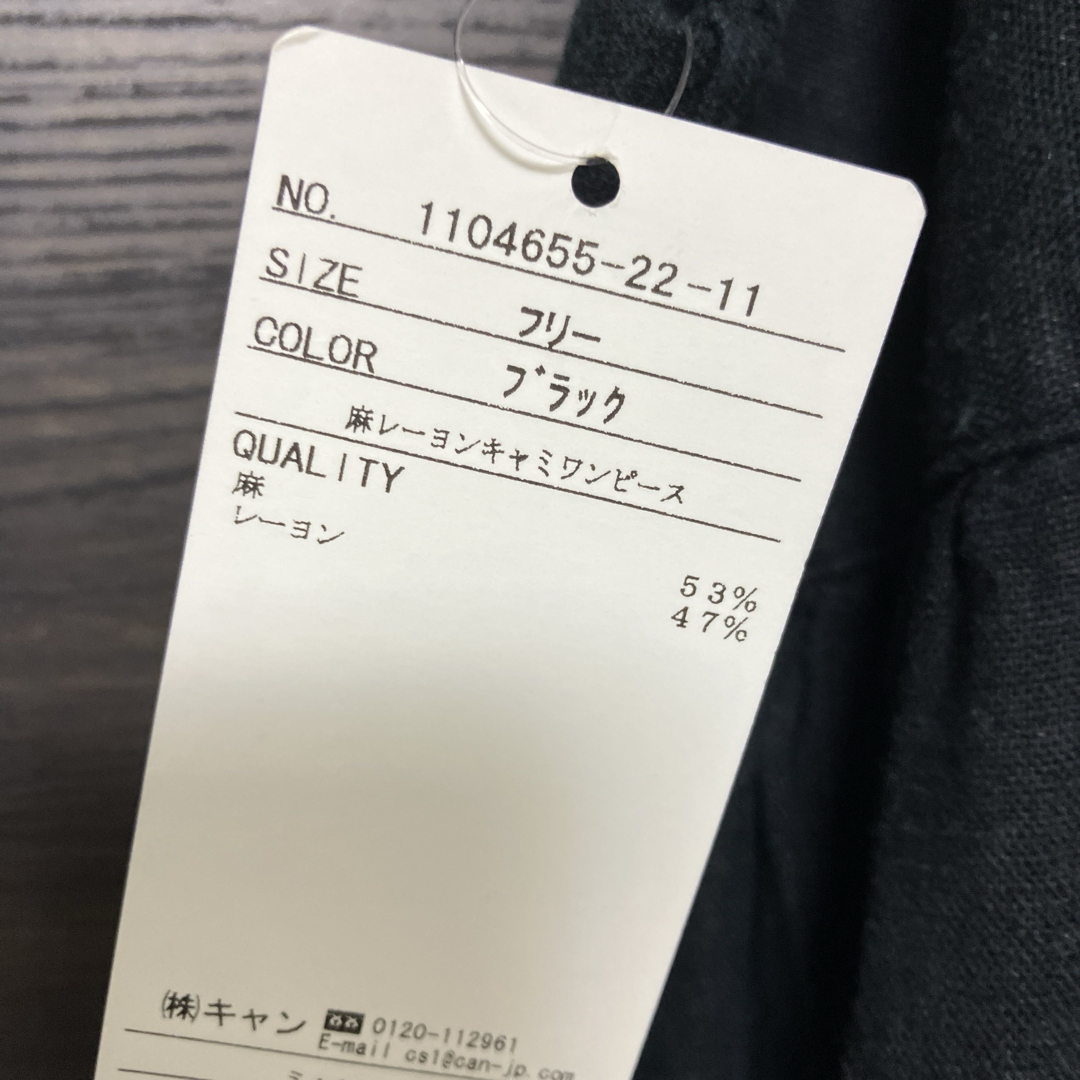 NO. 1104655-22-11
SIZE フリー
COLOR ブラック
麻レーヨンキャミワンピース
QUALITY
麻 53%
レーヨン 47%
㈱キャン 0120-112961
E-mail cs1@can-jp.com